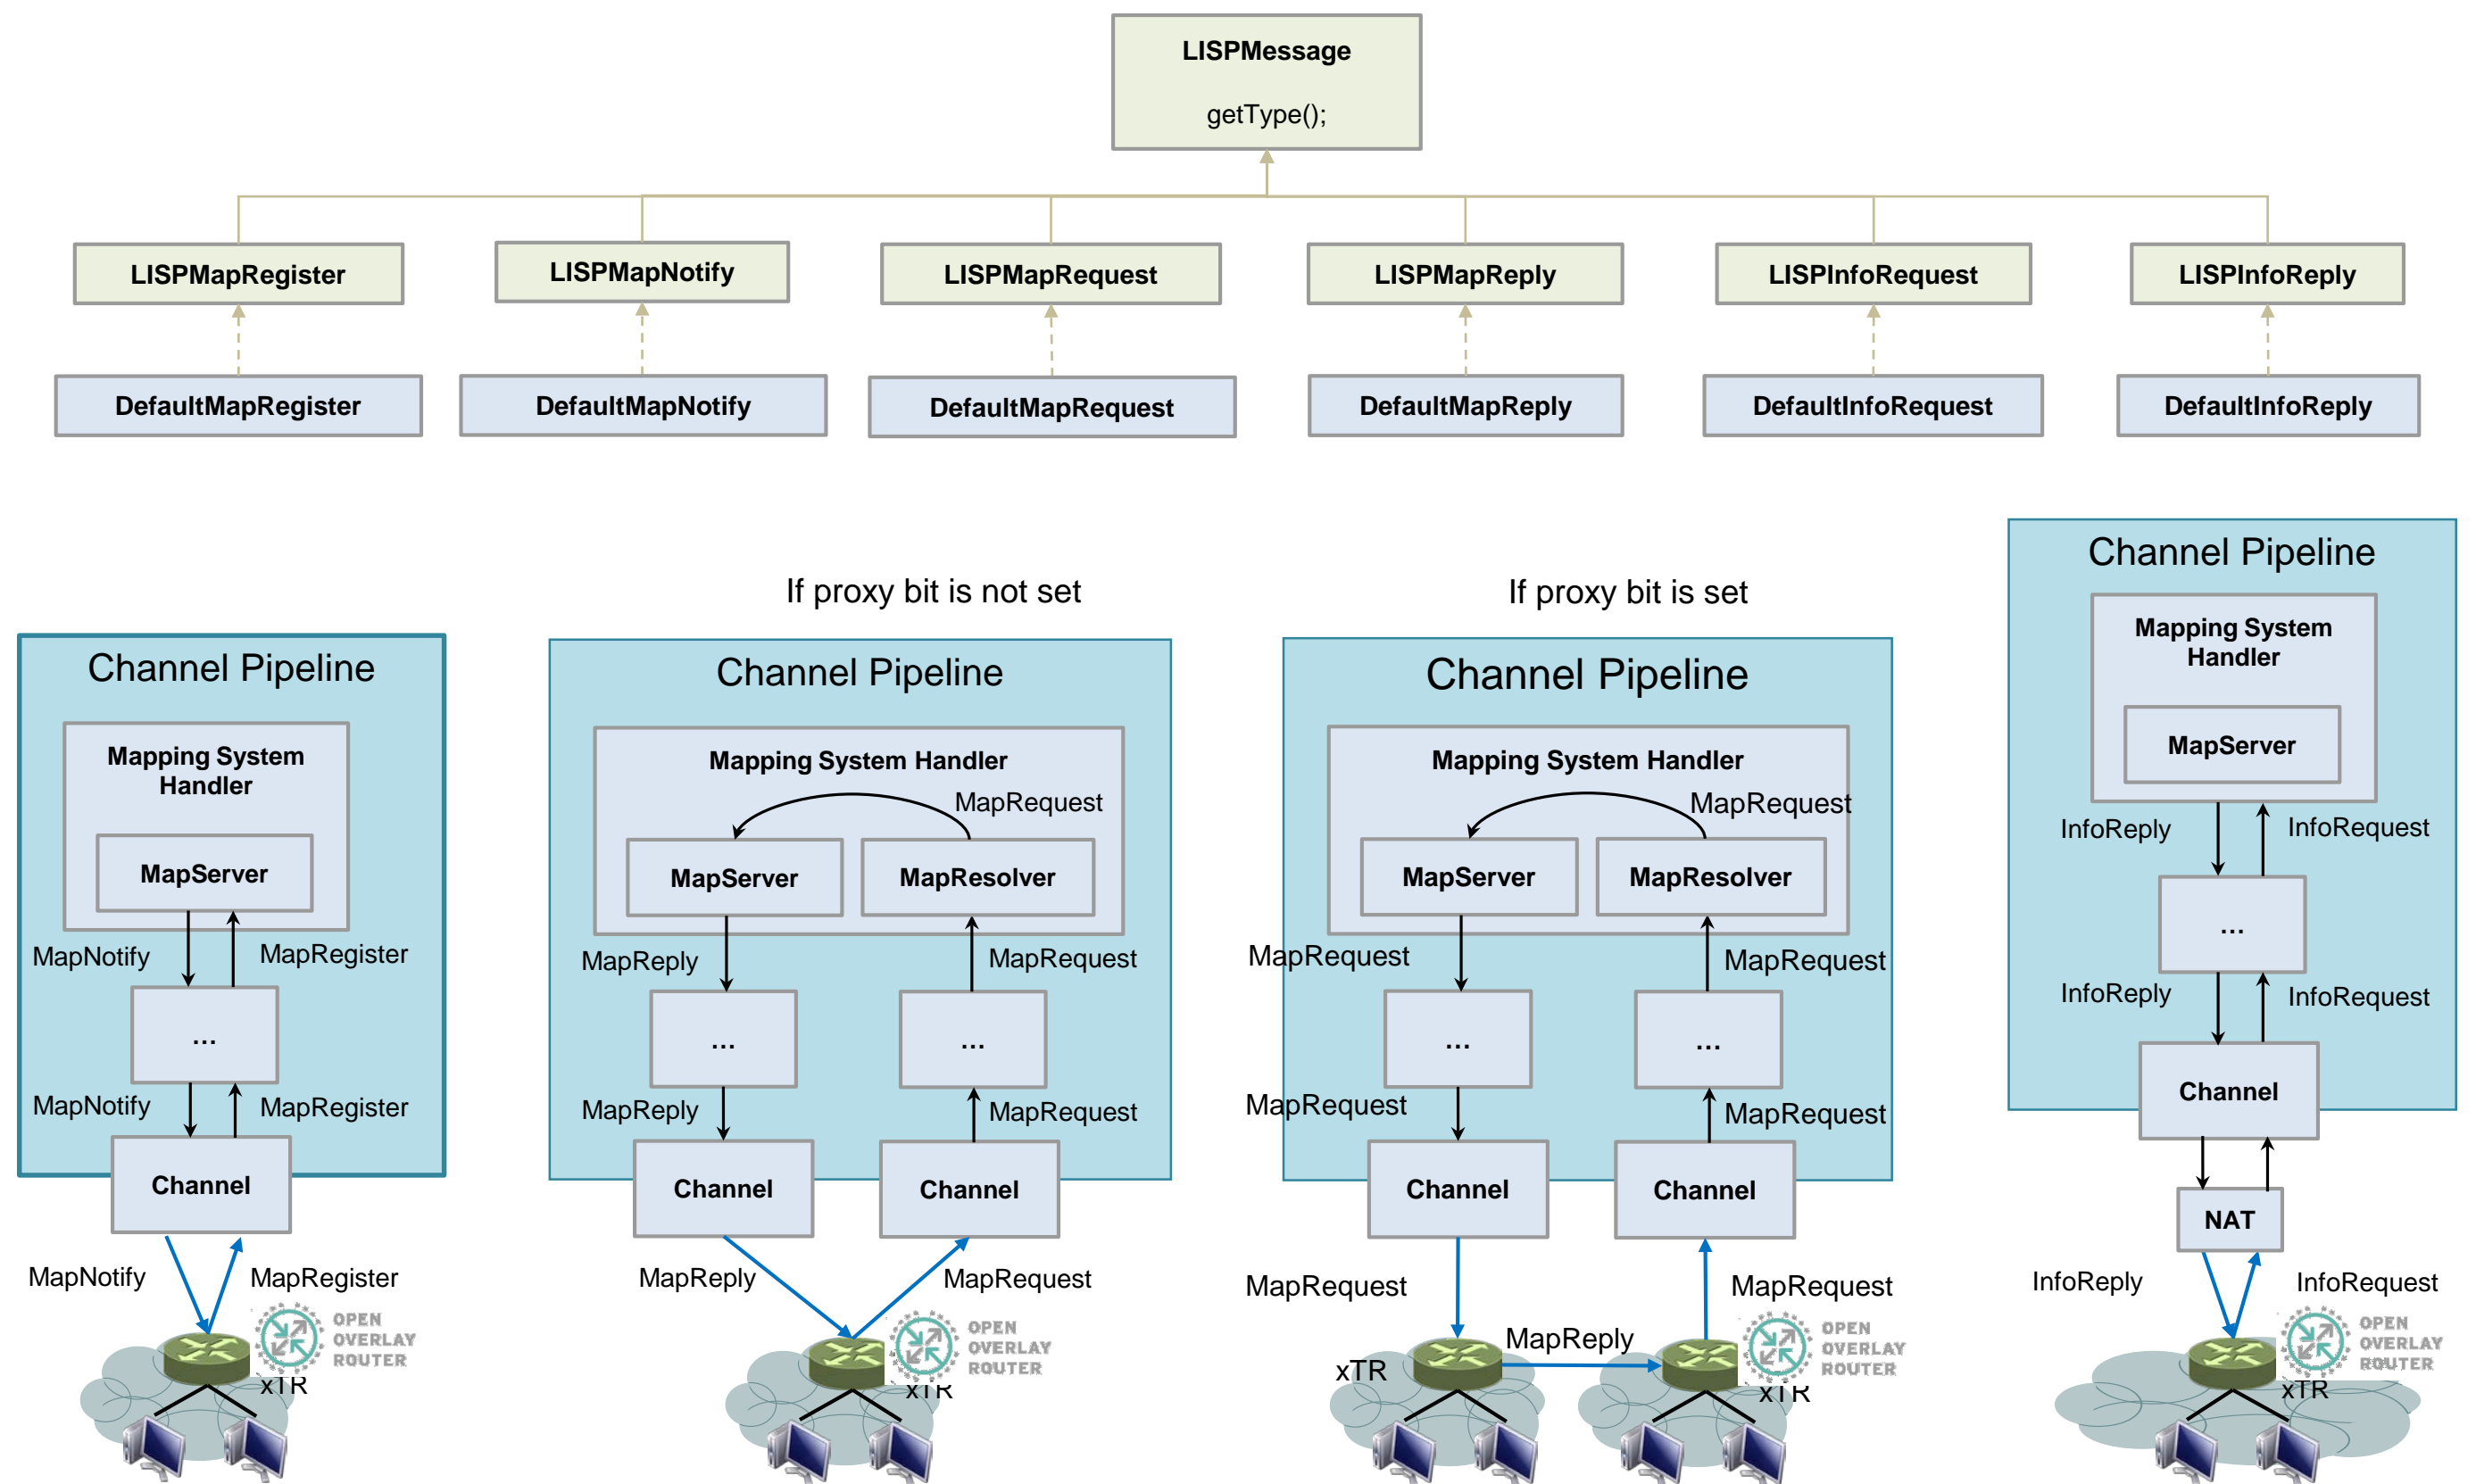 LISPMessage
getType();
LISPMapRegister
LISPMapNotify
LISPMapRequest
LISPMapReply
LISPInfoRequest
LISPInfoReply
DefaultMapRegister
DefaultMapNotify
DefaultMapRequest
DefaultMapReply
DefaultInfoRequest
DefaultInfoReply
Channel Pipeline
Mapping System
Handler
MapServer
MapNotify
MapRegister
...
MapNotify
MapRegister
Channel
MapNotify
MapRegister
OPEN
OVERLAY
ROUTER
xTR
If proxy bit is not set
Channel Pipeline
Mapping System Handler
MapRequest
MapServer
MapResolver
MapReply
MapRequest
...
...
MapReply
MapRequest
Channel
Channel
MapReply
MapRequest
OPEN
OVERLAY
ROUTER
xTR
If proxy bit is set
Channel Pipeline
Mapping System Handler
MapRequest
MapServer
MapResolver
MapRequest
MapRequest
...
...
MapRequest
MapRequest
Channel
Channel
MapRequest
MapRequest
MapReply
xTR
OPEN
OVERLAY
ROUTER
xTR
Channel Pipeline
Mapping System
Handler
MapServer
InfoReply
InfoRequest
...
InfoReply
InfoRequest
Channel
NAT
InfoReply
InfoRequest
OPEN
OVERLAY
ROUTER
xTR